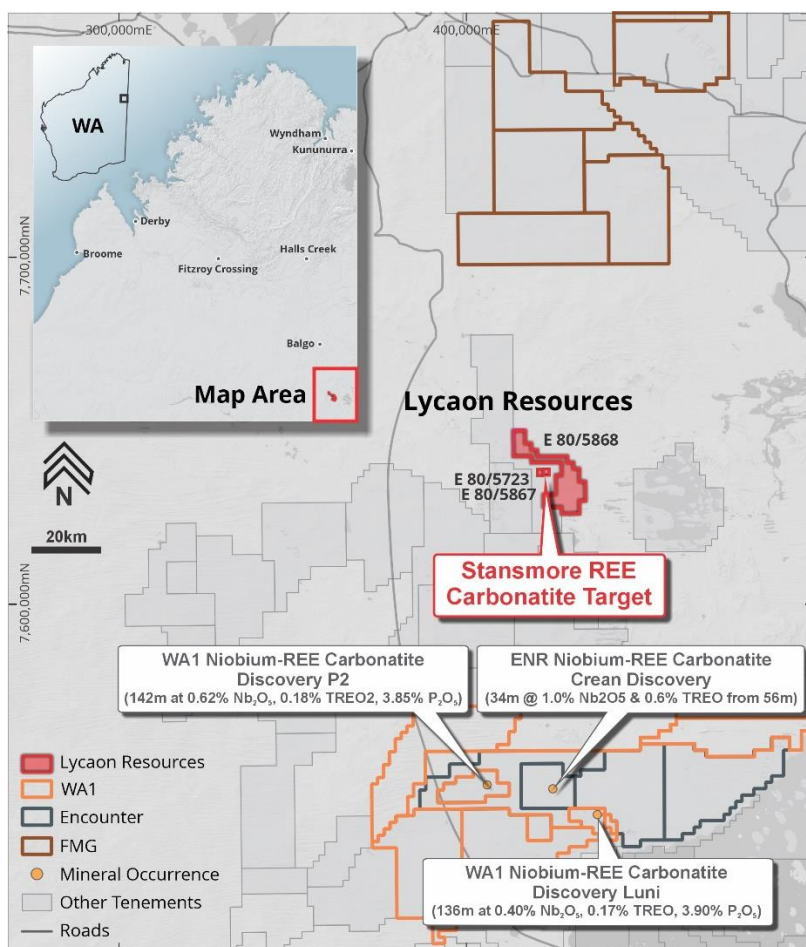 300,000mE
400,000mE
7,700,000mN
7,600,000mN
WA
Wyndham
Kununurra
Derby
Broome
Fitzroy Crossing
Halls Creek
Balgo
Map Area
Lycaon Resources
E 80/5868
E 80/5723
E 80/5867
N
20km
Stansmore REE
Carbonatite Target
WA1 Niobium-REE Carbonatite
Discovery P2
(142m at 0.62% Nb₂O₅, 0.18% TREO2, 3.85% P₂O₅)
ENR Niobium-REE Carbonatite
Crean Discovery
(34m @ 1.0% Nb2O5 & 0.6% TREO from 56m)
Lycaon Resources
WA1
Encounter
FMG
Mineral Occurrence
Other Tenements
Roads
WA1 Niobium-REE Carbonatite
Discovery Luni
(136m at 0.40% Nb₂O₅, 0.17% TREO, 3.90% P₂O₅)